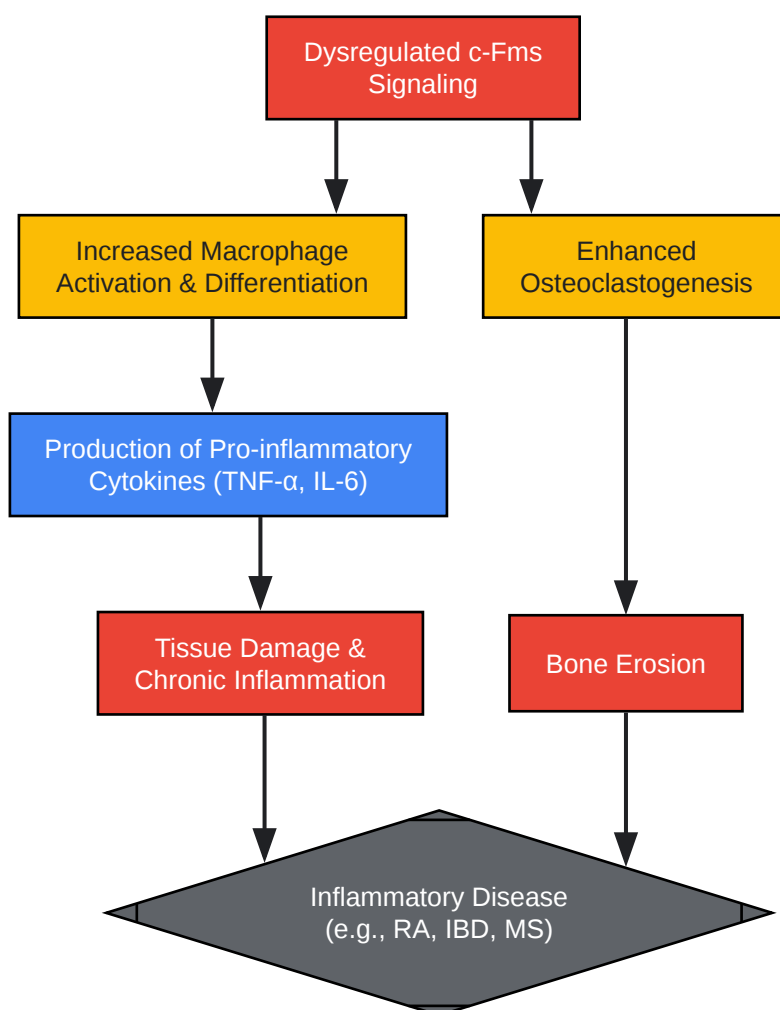 Dysregulated c-Fms
Signaling
Increased Macrophage
Activation & Differentiation
Enhanced
Osteoclastogenesis
Production of Pro-inflammatory
Cytokines (TNF-α, IL-6)
Tissue Damage &
Chronic Inflammation
Bone Erosion
Inflammatory Disease
(e.g., RA, IBD, MS)